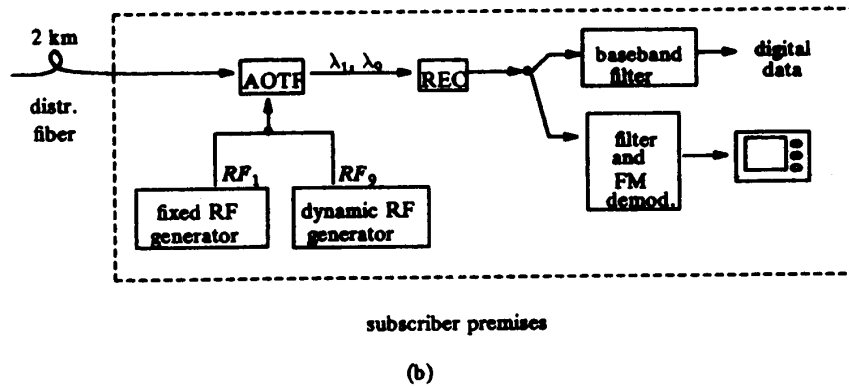 2 km
distr.
fiber
AOTF
λ₁, λ₉
REC
baseband
filter
digital
data
filter
and
FM
demod.
RF₁
RF₉
fixed RF
generator
dynamic RF
generator
subscriber premises
(b)